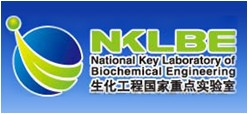 NKLBE
National Key Laboratory of
Biochemical Engineering
生化工程国家重点实验室